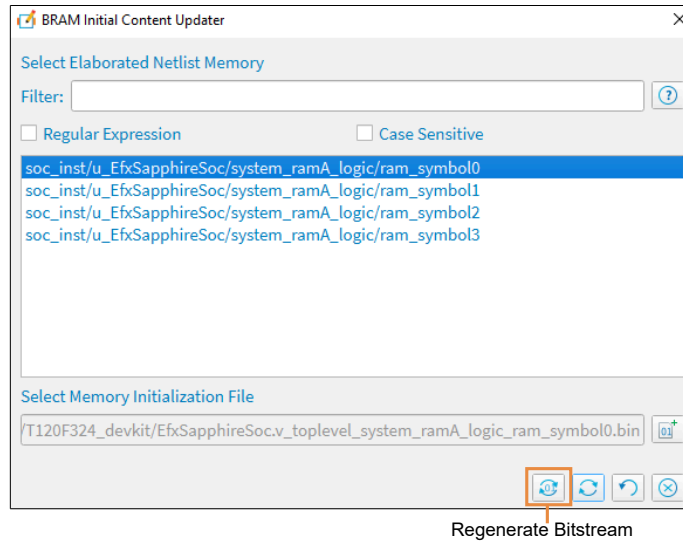 BRAM Initial Content Updater
Select Elaborated Netlist Memory
Filter:
Regular Expression Case Sensitive
soc_inst/u_EfxSapphireSoc/system_ramA_logic/ram_symbol0
soc_inst/u_EfxSapphireSoc/system_ramA_logic/ram_symbol1
soc_inst/u_EfxSapphireSoc/system_ramA_logic/ram_symbol2
soc_inst/u_EfxSapphireSoc/system_ramA_logic/ram_symbol3
Select Memory Initialization File
/T120F324_devkit/EfxSapphireSoc.v_toplevel_system_ramA_logic_ram_symbol0.bin
Regenerate Bitstream